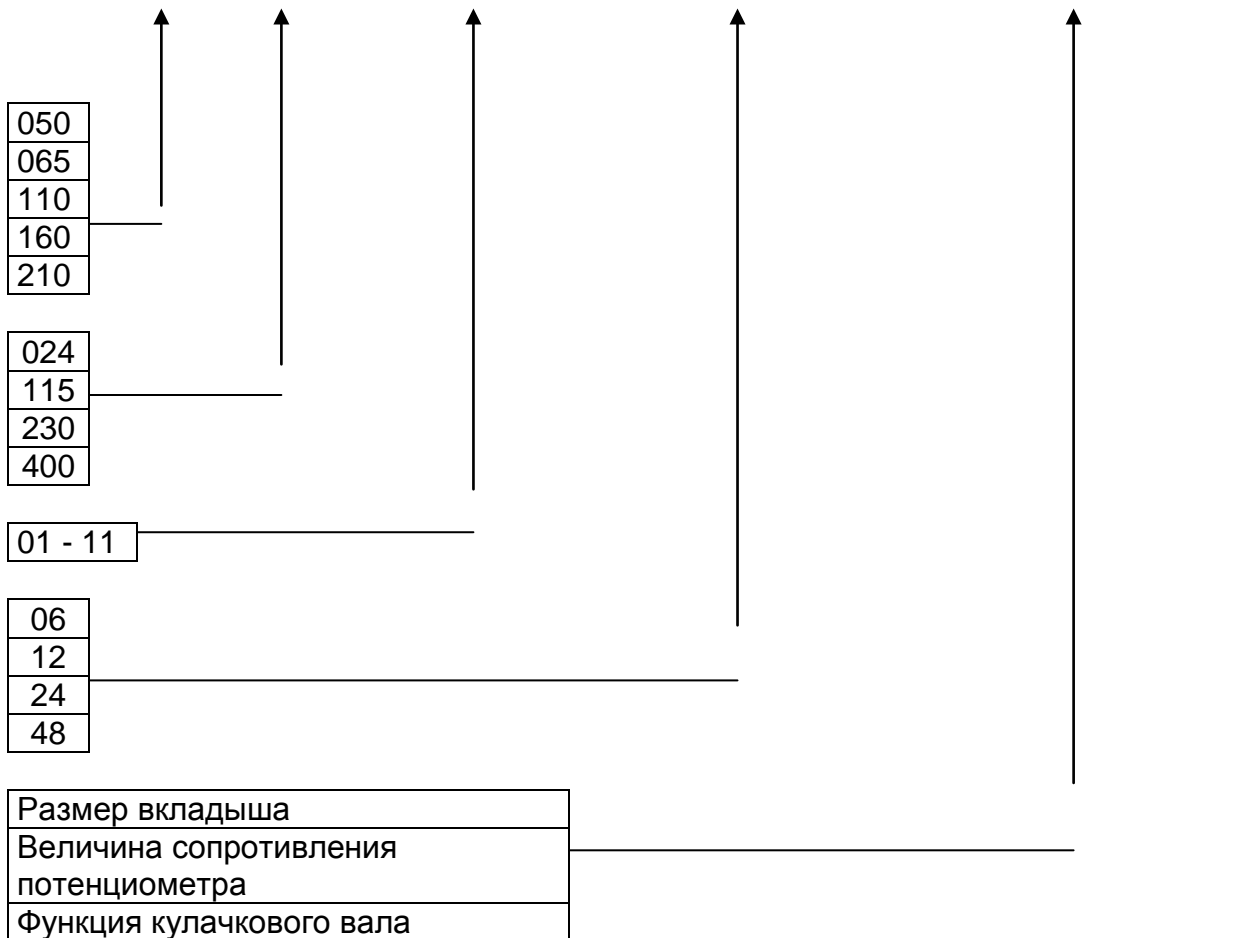 050
065
110
160
210
024
115
230
400
01 - 11
06
12
24
48
Размер вкладыша
Величина сопротивления
потенциометра
Функция кулачкового вала